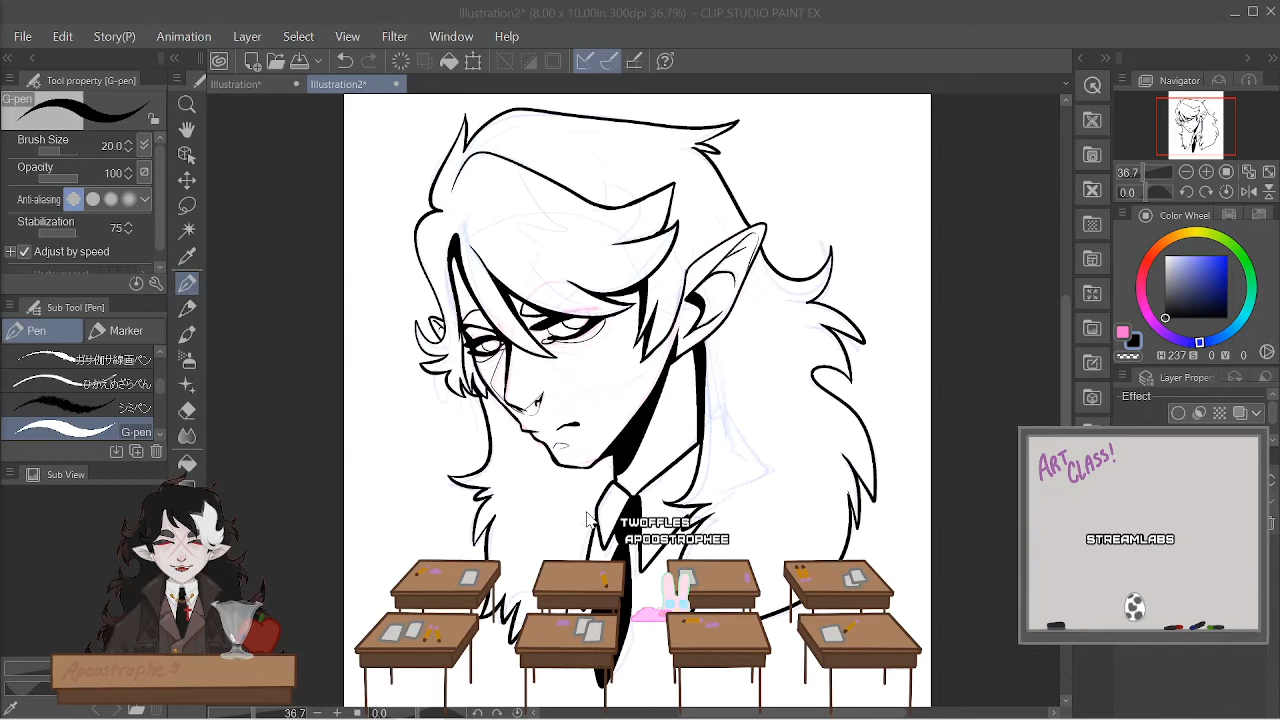 Illustration2* (8.00 x 10.00in 300dpi 36.7%) - CLIP STUDIO PAINT EX
File Edit Story(P) Animation Layer Select View Filter Window Help
Illustration* Illustration2*
Tool property [G-pen]
G-pen
Brush Size 20.0
Opacity 100
Anti-aliasing
Stabilization 75
Adjust by speed
Sub Tool [Pen]
Pen Marker
G-pen
Sub View
Navigator
36.7
0.0
Color Wheel
H 237 S 0 V 0
Layer Proper
Effect
ART CLASS!
STREAMLABS
TWOFFLES
APOOSTROPHEE
Apoostrophe's
36.7 0.0